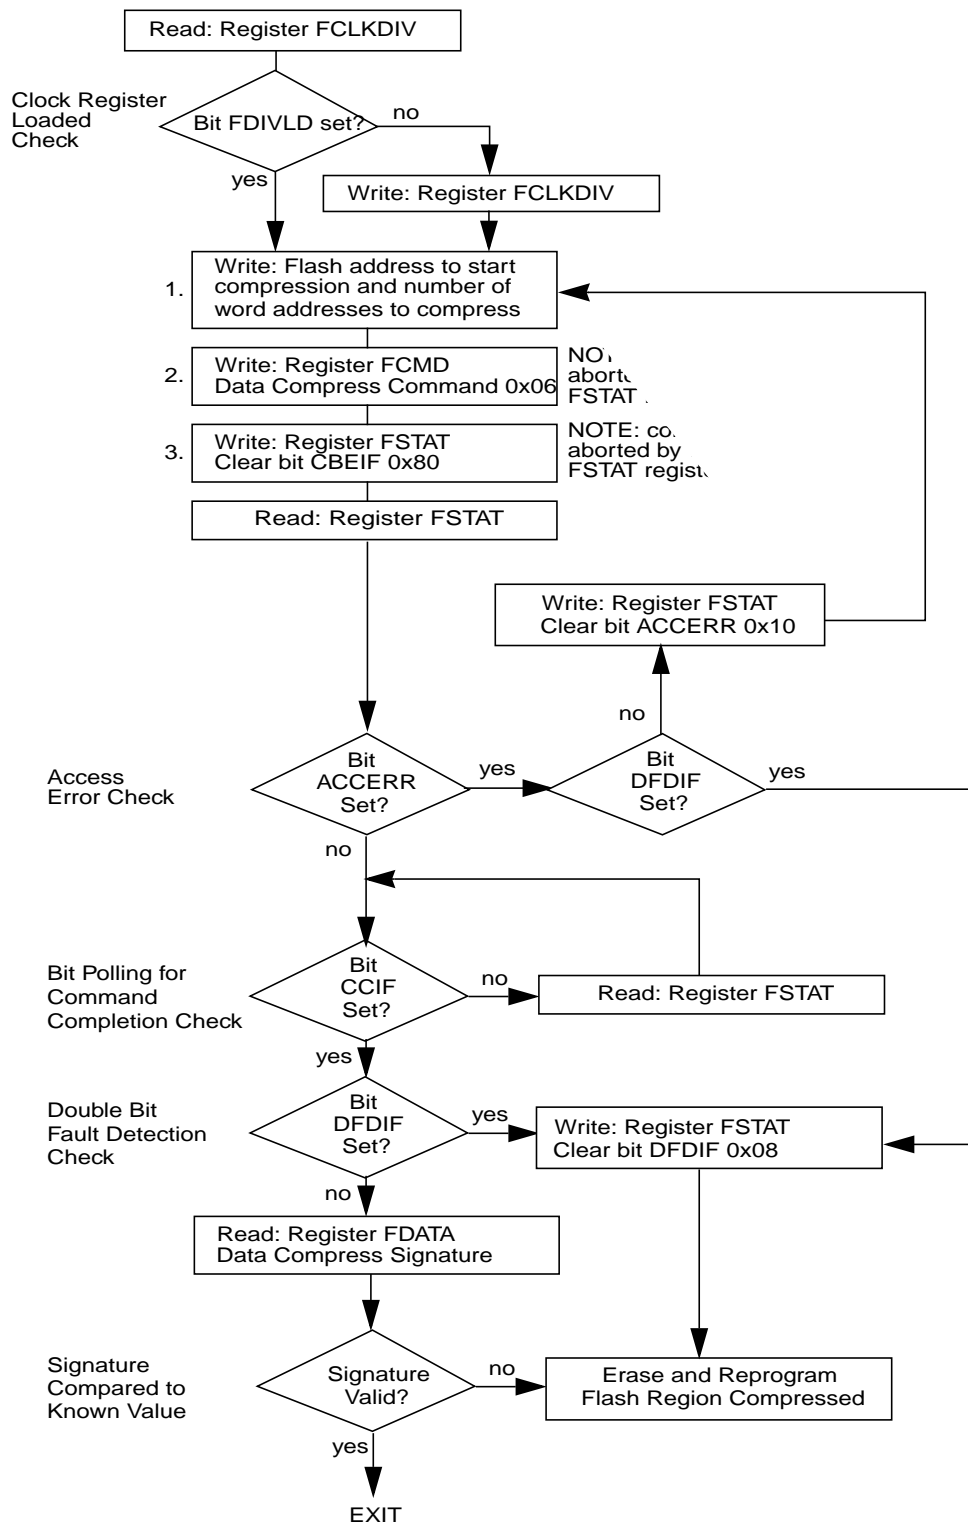 Read: Register FCLKDIV
Clock Register
Loaded
Check
Bit FDIVLD set?
no
yes
Write: Register FCLKDIV
1.
Write: Flash address to start
compression and number of
word addresses to compress
2.
Write: Register FCMD
Data Compress Command 0x06
FSTAT
3.
Write: Register FSTAT
Clear bit CBEIF 0x80
NOTE:
aborted by
FSTAT
Read: Register FSTAT
Write: Register FSTAT
Clear bit ACCERR 0x10
no
Access
Error Check
Bit
ACCERR
Set?
yes
Bit
DFDIF
Set?
yes
no
Bit Polling for
Command
Completion Check
Bit
CCIF
Set?
no
Read: Register FSTAT
yes
Double Bit
Fault Detection
Check
Bit
DFDIF
Set?
yes
Write: Register FSTAT
Clear bit DFDIF 0x08
no
Read: Register FDATA
Data Compress Signature
Signature
Compared to
Known Value
Signature
Valid?
no
Erase and Reprogram
Flash Region Compressed
yes
EXIT